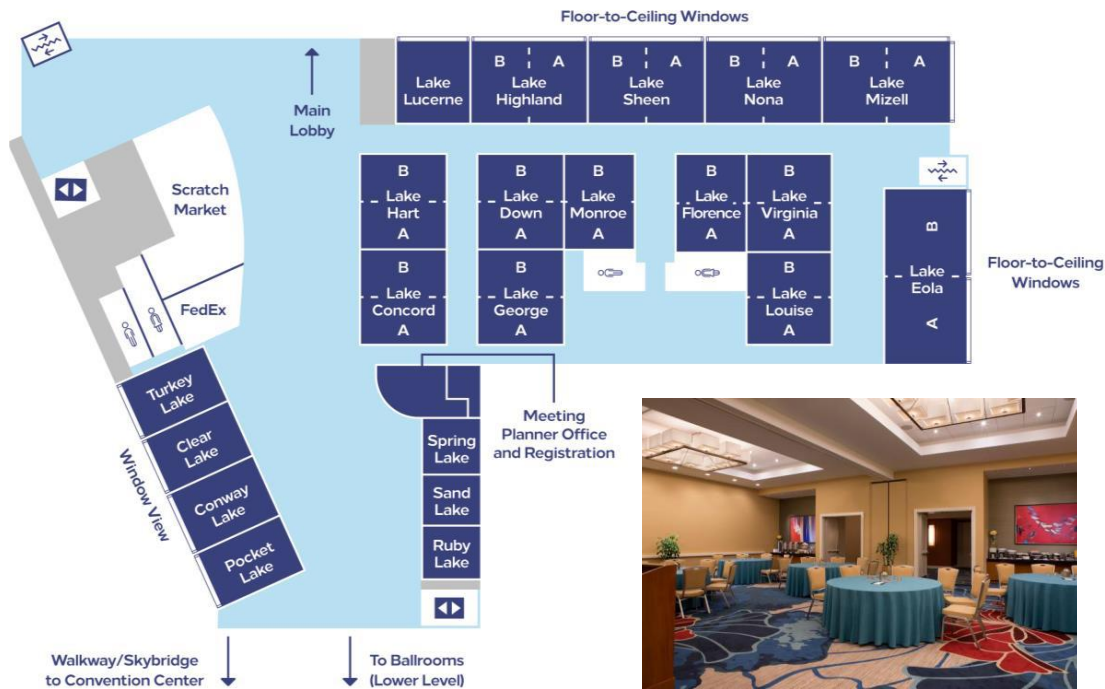 Floor-to-Ceiling Windows
Main
Lobby
Lake
Lucerne
B A
Lake
Highland
B A
Lake
Sheen
B A
Lake
Nona
B A
Lake
Mizell
Scratch
Market
FedEx
B
Lake
Hart
A
B
Lake
Down
A
B
Lake
Monroe
A
B
Lake
Florence
A
B
Lake
Virginia
A
B
Lake
Eola
A
Floor-to-Ceiling
Windows
B
Lake
Concord
A
B
Lake
George
A
B
Lake
Louise
A
Turkey
Lake
Clear
Lake
Conway
Lake
Pocket
Lake
Window View
Meeting
Planner Office
and Registration
Spring
Lake
Sand
Lake
Ruby
Lake
Walkway/Skybridge
to Convention Center
To Ballrooms
(Lower Level)